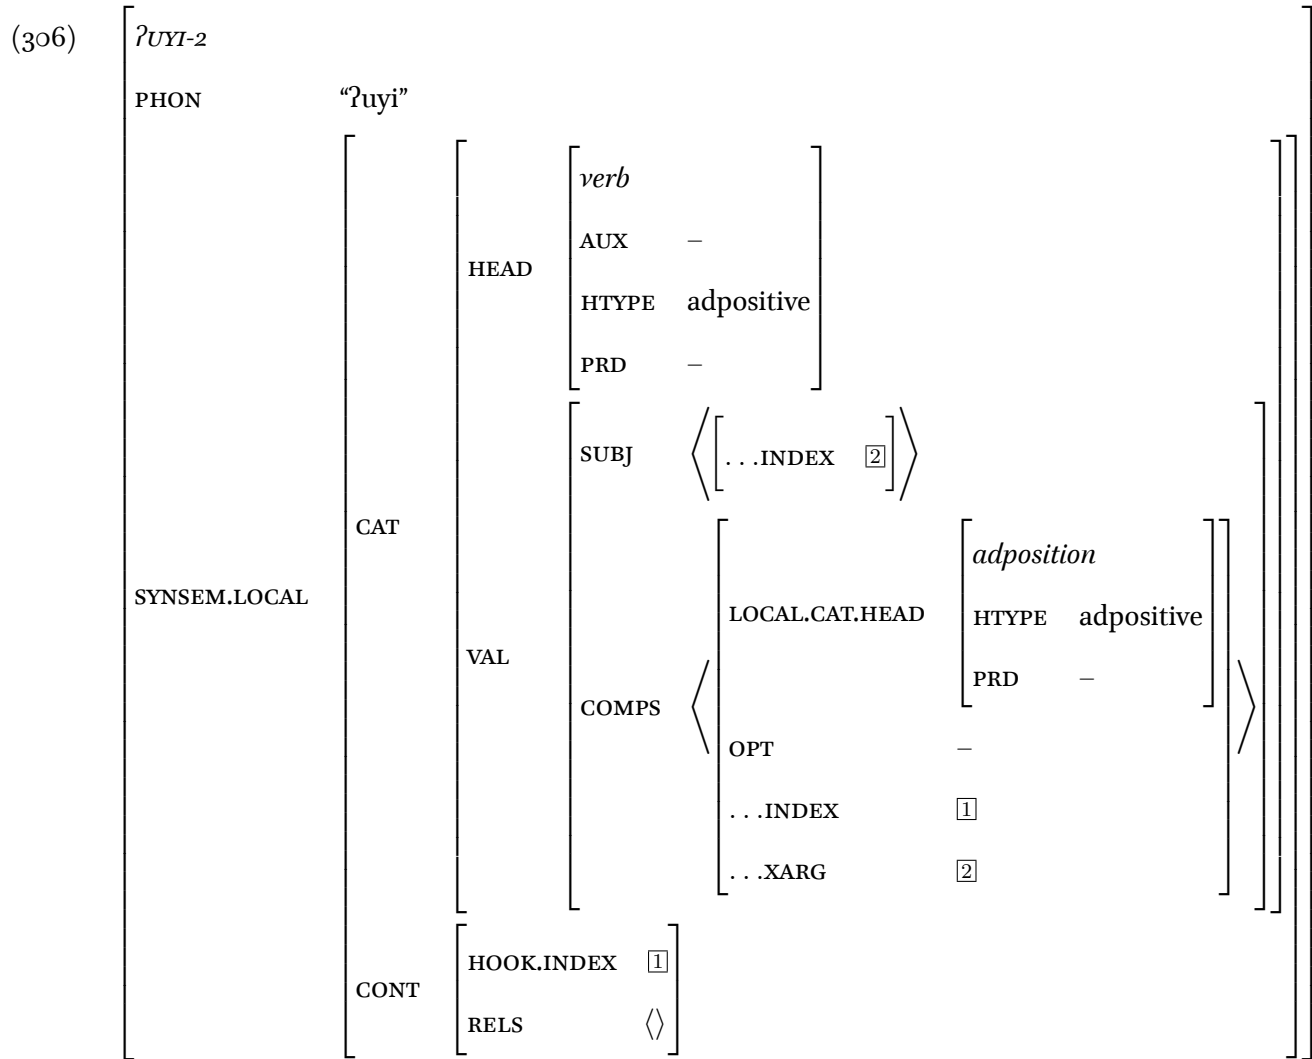 (306)
ʔUYI-2
PHON “ʔuyi”
SYNSEM.LOCAL
CAT
HEAD
verb
AUX –
HTYPE adpositive
PRD –
VAL
SUBJ ⟨[...INDEX 2]⟩
COMPS
LOCAL.CAT.HEAD
adposition
HTYPE adpositive
PRD –
OPT –
...INDEX 1
...XARG 2
CONT
HOOK.INDEX 1
RELS ⟨⟩